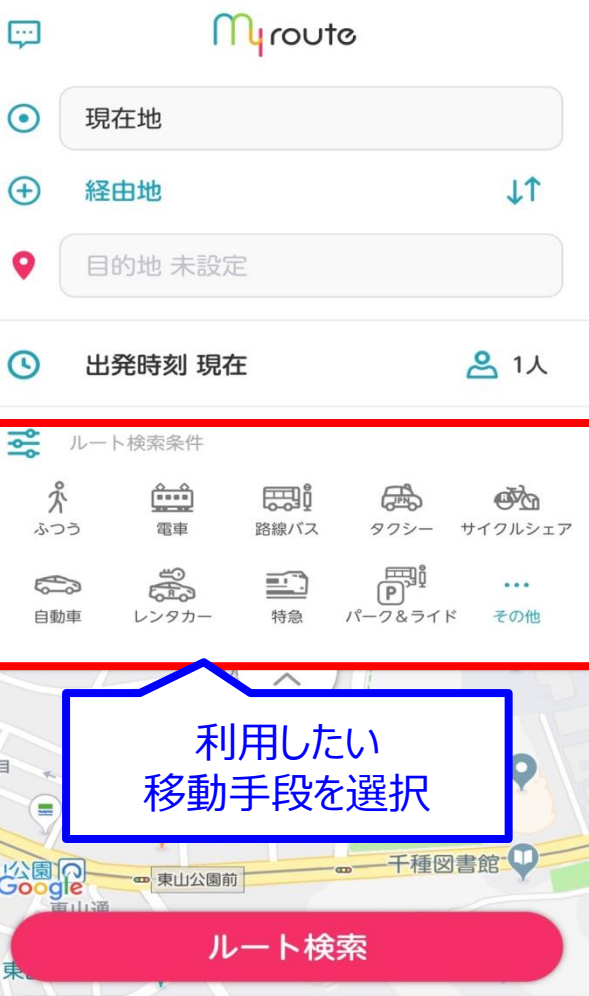 My route
現在地
経由地
目的地 未設定
出発時刻 現在
1人
ルート検索条件
ふつう
電車
路線バス
タクシー
サイクルシェア
自動車
レンタカー
特急
パーク&ライド
その他
利用したい
移動手段を選択
千種図書館
公園
Google
東山公園前
ルート検索